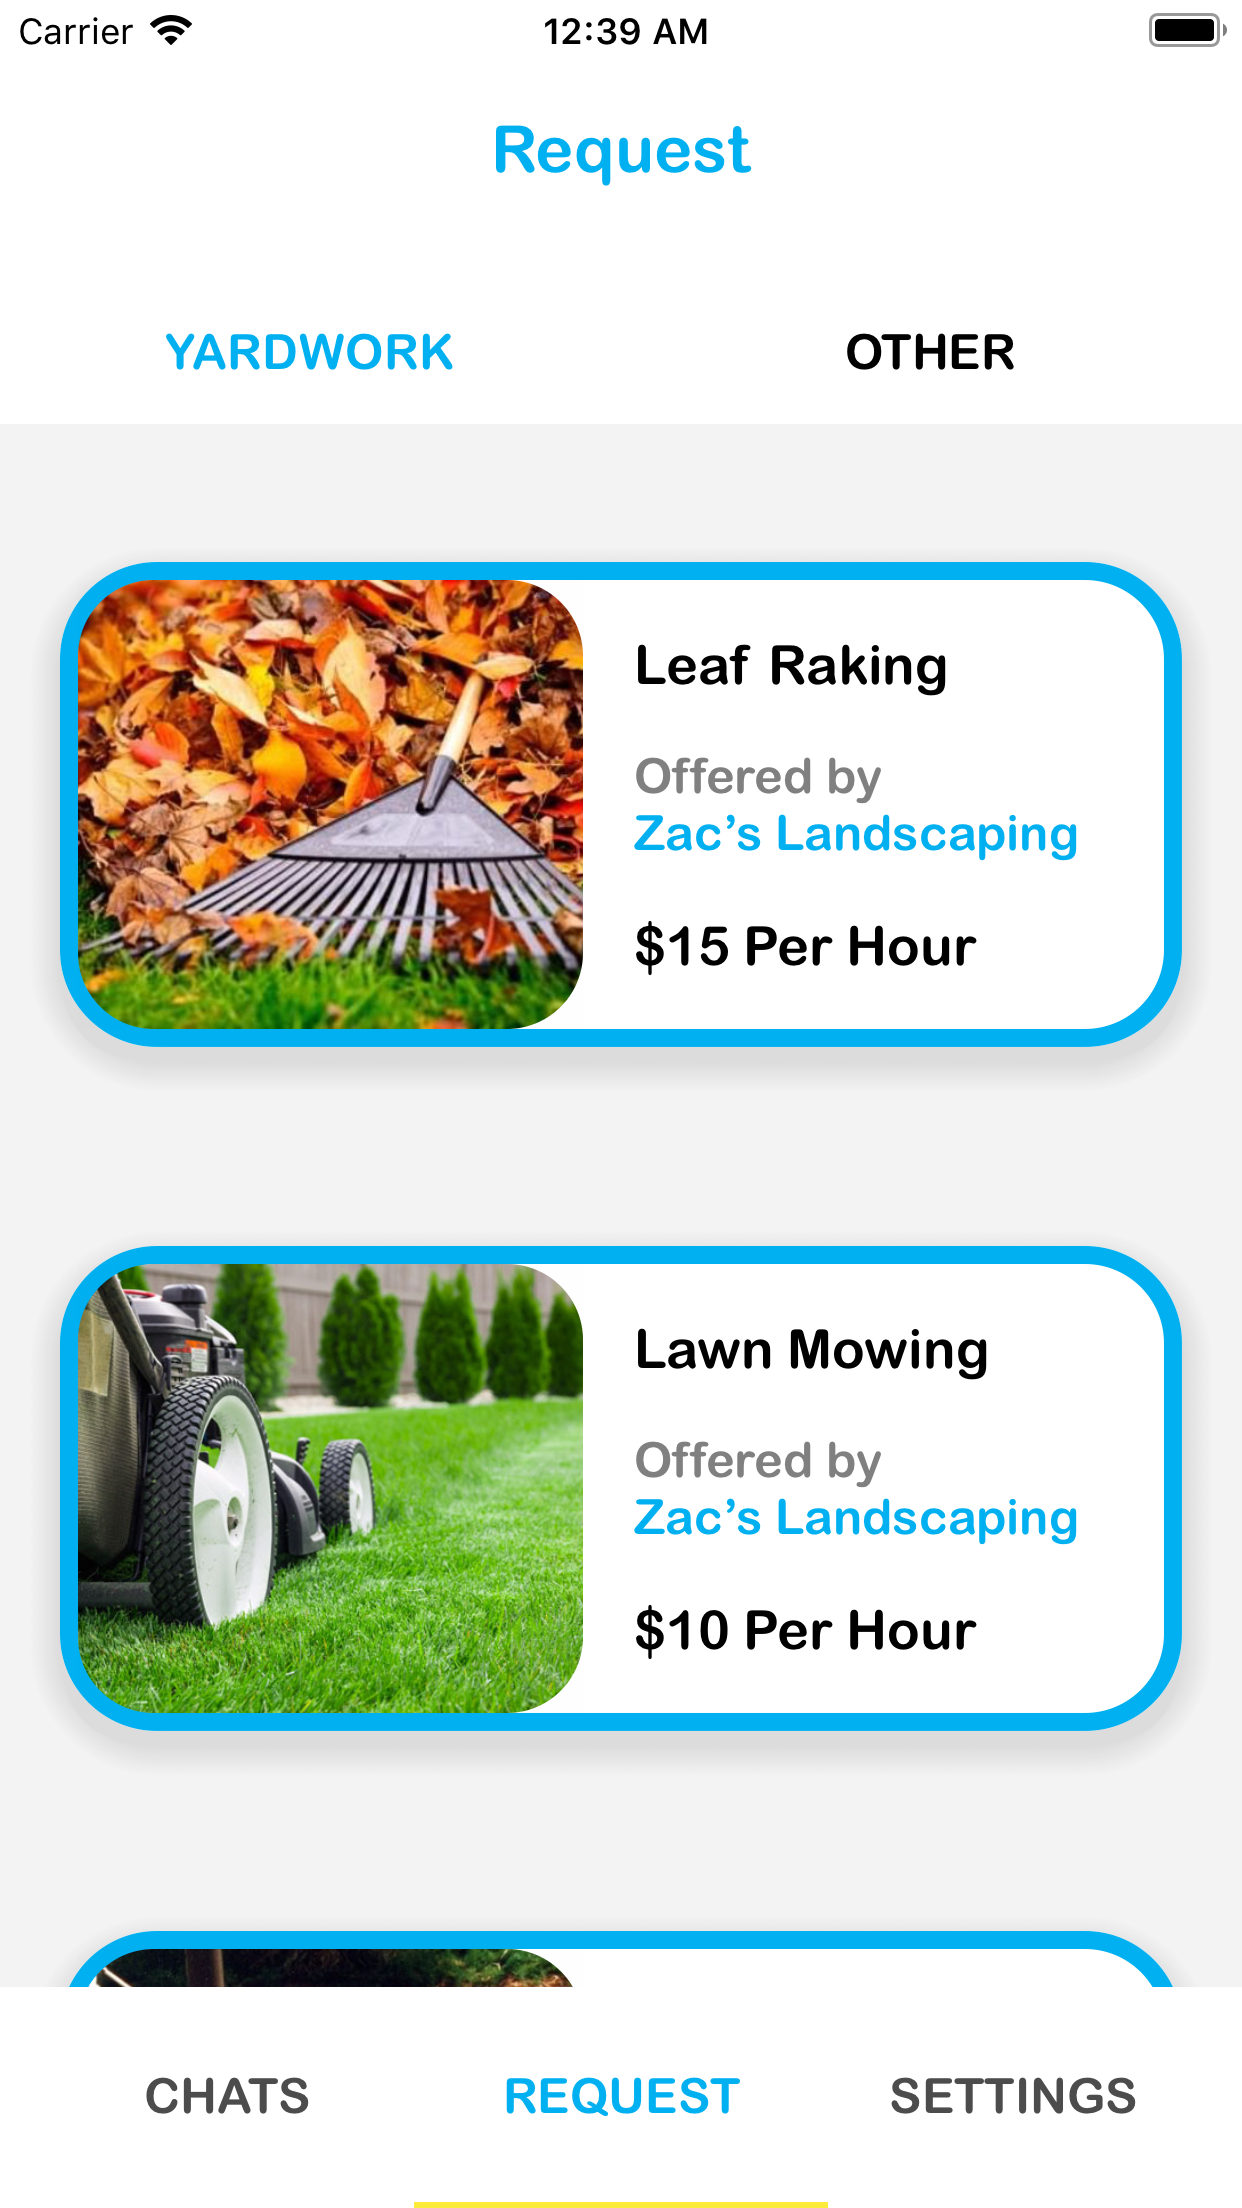 Carrier
12:39 AM
Request
YARDWORK
OTHER
Leaf Raking
Offered by
Zac’s Landscaping
$15 Per Hour
Lawn Mowing
Offered by
Zac’s Landscaping
$10 Per Hour
CHATS
REQUEST
SETTINGS